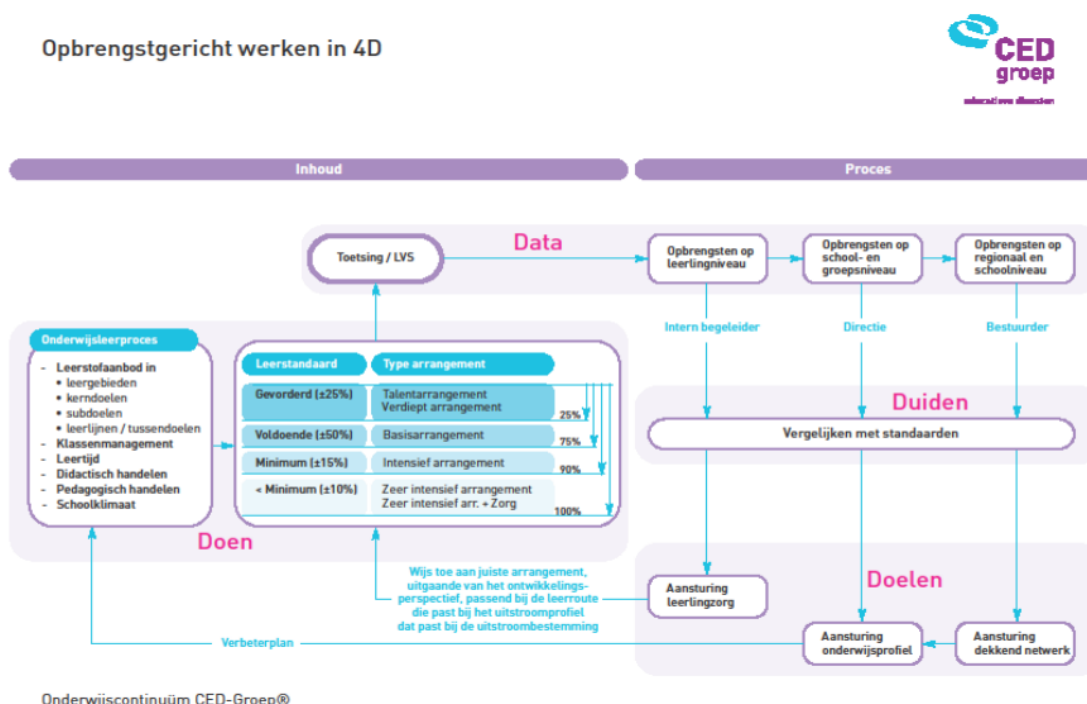 Opbrengstgericht werken in 4D
CED
groep
educatieve diensten
Inhoud
Proces
Data
Toetsing / LVS
Opbrengsten op
leerlingniveau
Opbrengsten op
school- en
groepsniveau
Opbrengsten op
regionaal en
schoolniveau
Intern begeleider
Directie
Bestuurder
Onderwijsleerproces
- Leerstofaanbod in
• leergebieden
• kerndoelen
• subdoelen
• leerlijnen / tussendoelen
- Klassenmanagement
- Leertijd
- Didactisch handelen
- Pedagogisch handelen
- Schoolklimaat
Leerstandaard
Type arrangement
Gevorderd (±25%)
Talentarrangement
Verdiept arrangement
25%
Voldoende (±50%)
Basisarrangement
75%
Minimum (±15%)
Intensief arrangement
90%
< Minimum (±10%)
Zeer intensief arrangement
Zeer intensief arr. + Zorg
100%
Doen
Duiden
Vergelijken met standaarden
Doelen
Wijs toe aan juiste arrangement,
uitgaande van het ontwikkelings-
perspectief, passend bij de leerroute
die past bij het uitstroomprofiel
dat past bij de uitstroombestemming
Aansturing
leerlingzorg
Verbeterplan
Aansturing
onderwijsprofiel
Aansturing
dekkend netwerk
Onderwijscontinuüm CED-Groep®